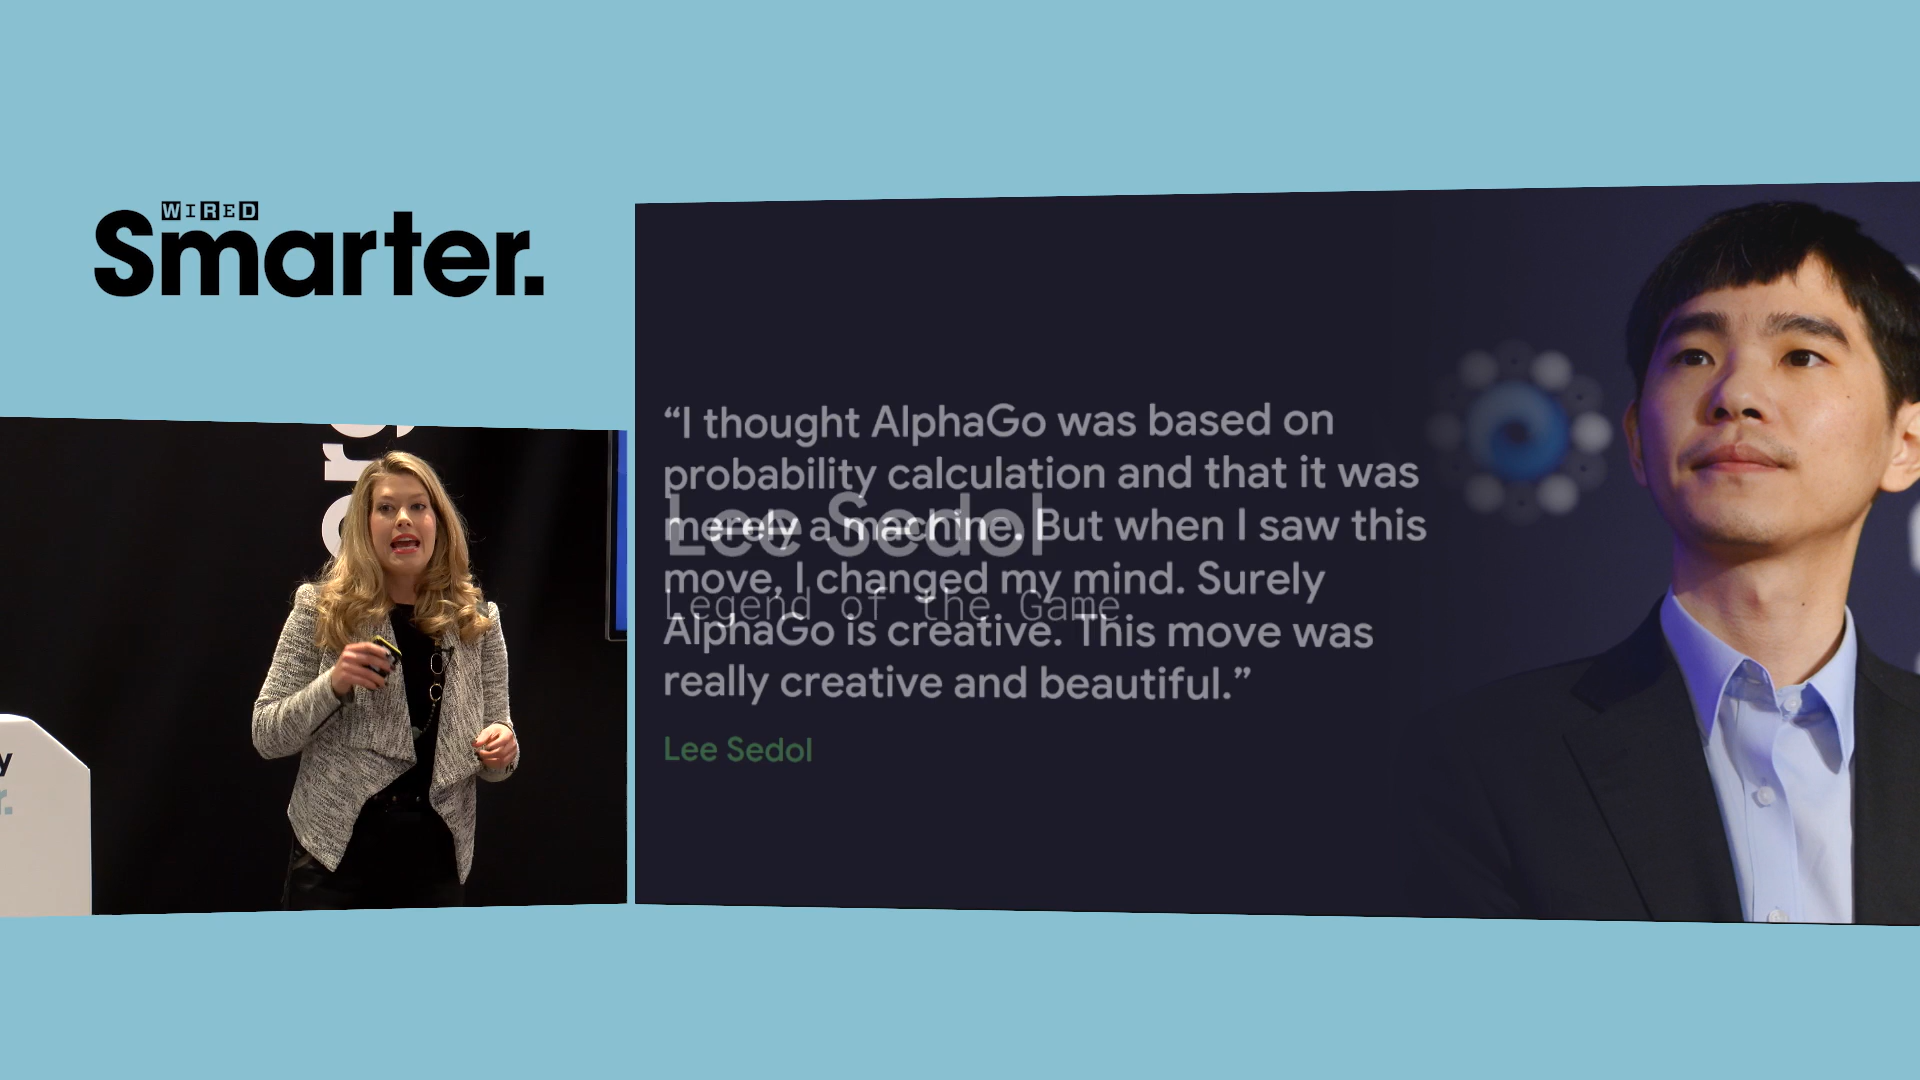 WIRED
Smarter.
arg
y
r.
“I thought AlphaGo was based on
probability calculation and that it was
merely a machine. But when I saw this
move, I changed my mind. Surely
AlphaGo is creative. This move was
really creative and beautiful.”
Lee Sedol
Legend of the Game
Lee Sedol